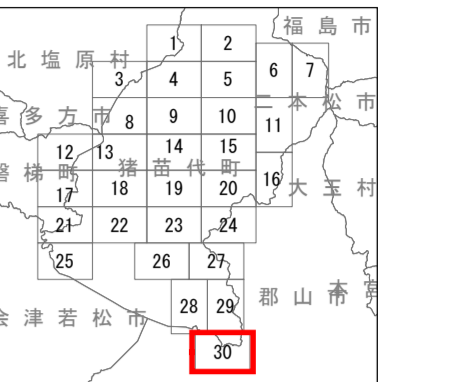 福島市
1 2
北塩原村
6 7
3 4 5
二本松市
喜多方市
8 9 10
11
12 13 14 15
磐梯町
猪苗代町
16
大玉村
17 18 19 20
21 22 23 24
25 26 27
郡山市
本宮
28 29
会津若松市
30